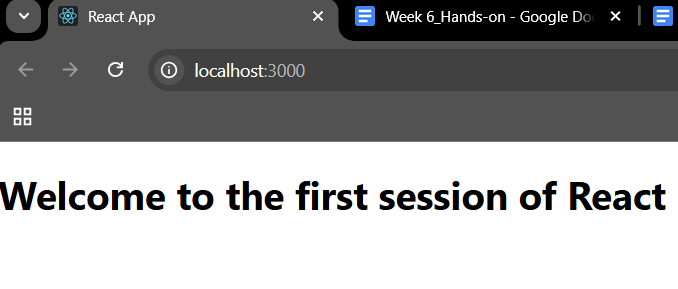 React App
Week 6_Hands-on - Google Do
localhost:3000
Welcome to the first session of React